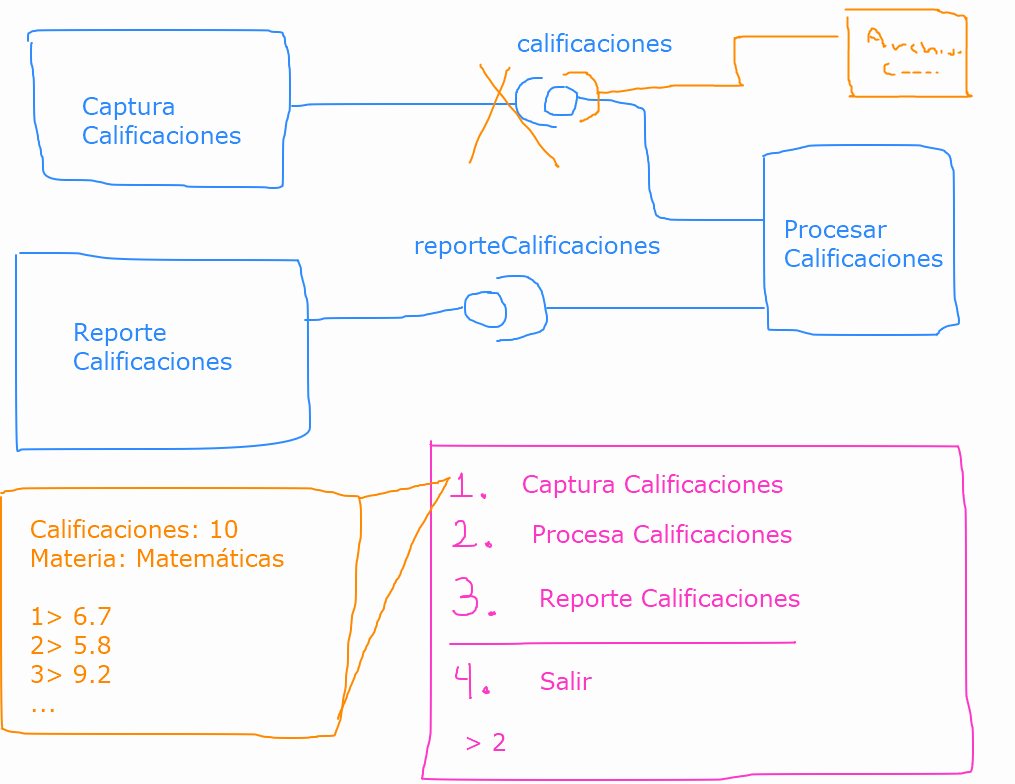 calificaciones
Captura
Calificaciones
Procesar
Calificaciones
reporteCalificaciones
Reporte
Calificaciones
1. Captura Calificaciones
2. Procesa Calificaciones
3. Reporte Calificaciones
4. Salir
> 2
Calificaciones: 10
Materia: Matemáticas
1> 6.7
2> 5.8
3> 9.2
...